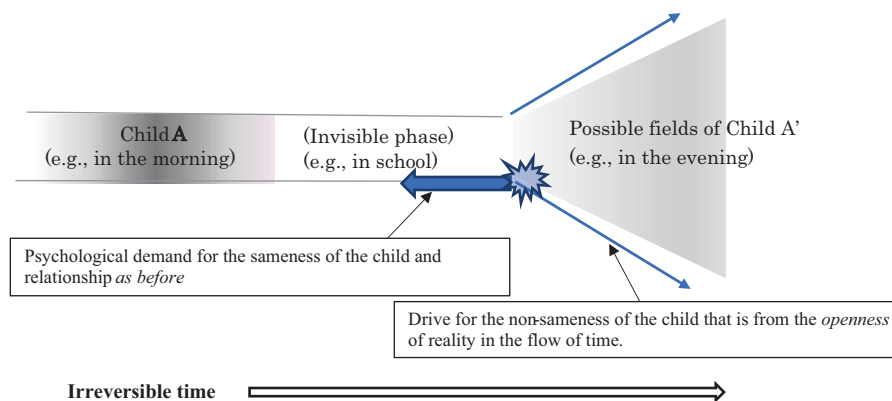 Child A
(e.g., in the morning)
(Invisible phase)
(e.g., in school)
Possible fields of Child A’
(e.g., in the evening)
Psychological demand for the sameness of the child and
relationship as before
Drive for the non-sameness of the child that is from the openness
of reality in the flow of time.
Irreversible time